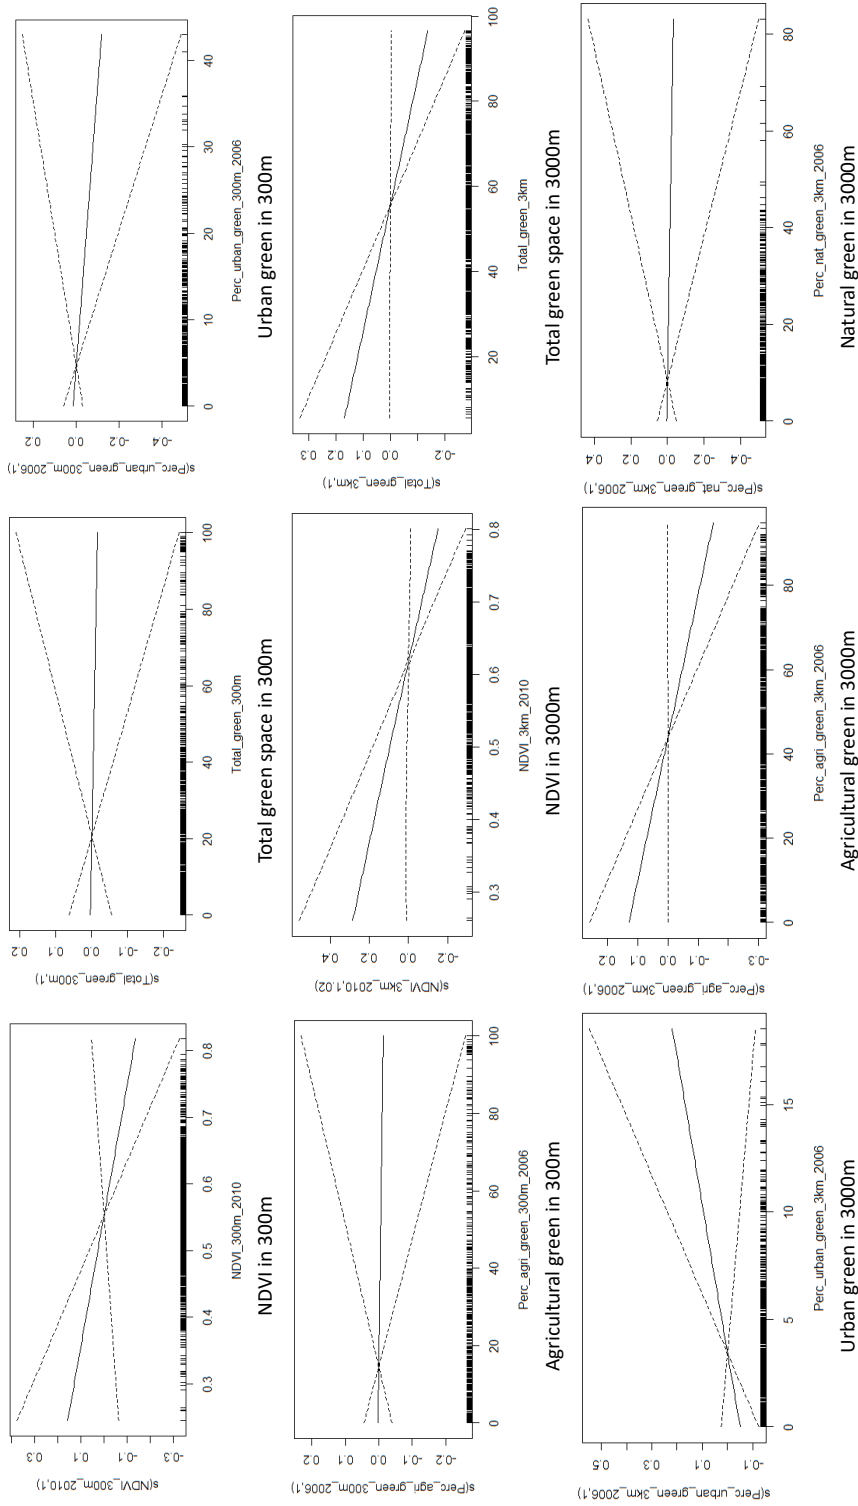 s(NDVI_300m_2010,1)
0.3
0.1
-0.1
-0.3
0.3 0.4 0.5 0.6 0.7 0.8
NDVI_300m_2010
NDVI in 300m
s(Total_green_300m,1)
0.2
0.1
0.0
-0.1
-0.2
0 20 40 60 80 100
Total_green_300m
Total green space in 300m
s(Perc_urban_green_300m_2006,1)
0.2
0.0
-0.2
-0.4
0 10 20 30 40
Perc_urban_green_300m_2006
Urban green in 300m
s(Perc_agri_green_300m_2006,1)
0.2
0.0
-0.1
-0.2
0 20 40 60 80 100
Perc_agri_green_300m_2006
Agricultural green in 300m
s(NDVI_3km_2010,1.02)
0.4
0.2
0.0
-0.2
0.3 0.4 0.5 0.6 0.7 0.8
NDVI_3km_2010
NDVI in 3000m
s(Total_green_3km,1)
0.3
0.1
0.0
-0.2
20 40 60 80 100
Total_green_3km
Total green space in 3000m
s(Perc_urban_green_3km_2006,1)
0.5
0.3
0.1
-0.1
0 5 10 15
Perc_urban_green_3km_2006
Urban green in 3000m
s(Perc_agri_green_3km_2006,1)
0.2
0.1
0.0
-0.1
-0.3
0 20 40 60 80
Perc_agri_green_3km_2006
Agricultural green in 3000m
s(Perc_nat_green_3km_2006,1)
0.4
0.2
0.0
-0.2
-0.4
0 20 40 60 80
Perc_nat_green_3km_2006
Natural green in 3000m